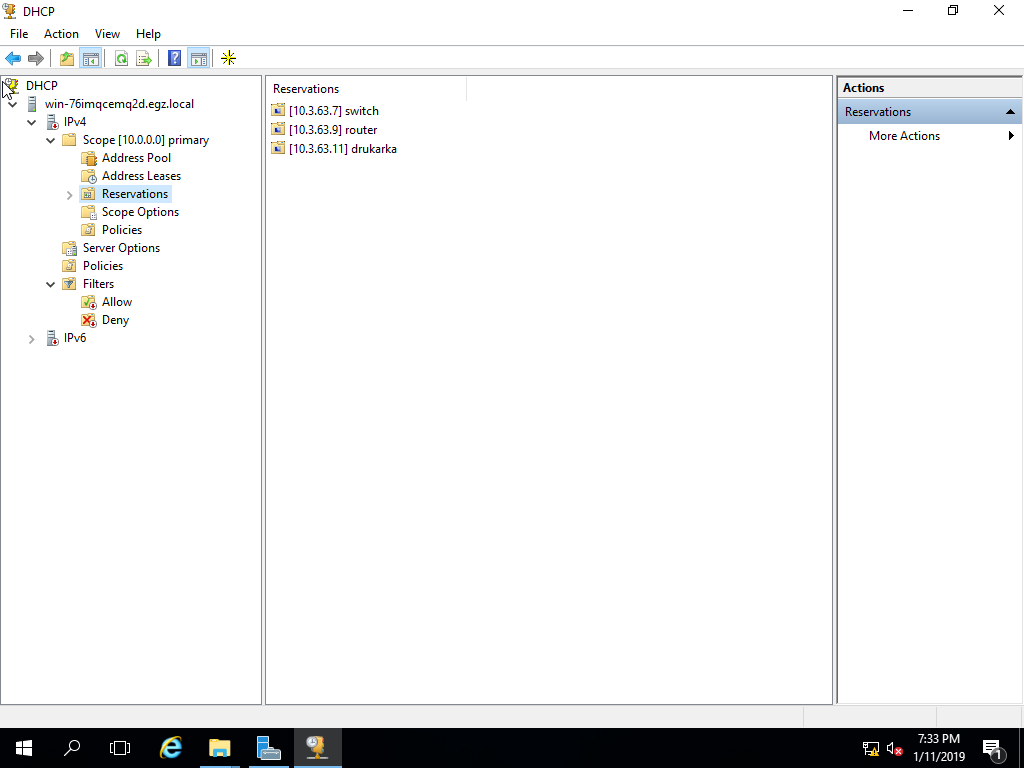 DHCP
File Action View Help
DHCP
win-76imqcemq2d.egz.local
IPv4
Scope [10.0.0.0] primary
Address Pool
Address Leases
Reservations
Scope Options
Policies
Server Options
Policies
Filters
Allow
Deny
IPv6
Reservations
[10.3.63.7] switch
[10.3.63.9] router
[10.3.63.11] drukarka
Actions
Reservations
More Actions
7:33 PM
1/11/2019
1